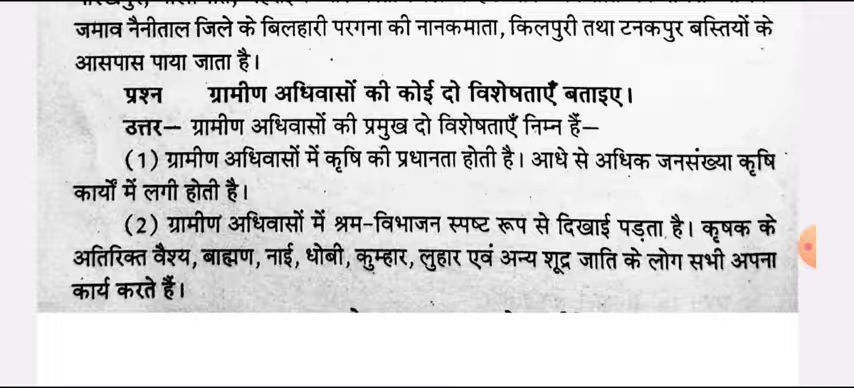 जमाव नैनीताल जिले के बिलहारी परगना की नानकमाता, किलपुरी तथा टनकपुर बस्तियों के
आसपास पाया जाता है।
प्रश्न ग्रामीण अधिवासों की कोई दो विशेषताएँ बताइए।
उत्तर– ग्रामीण अधिवासों की प्रमुख दो विशेषताएँ निम्न हैं–
(1) ग्रामीण अधिवासों में कृषि की प्रधानता होती है। आधे से अधिक जनसंख्या कृषि
कार्यों में लगी होती है।
(2) ग्रामीण अधिवासों में श्रम-विभाजन स्पष्ट रूप से दिखाई पड़ता है। कृषक के
अतिरिक्त वैश्य, बाह्मण, नाई, धोबी, कुम्हार, लुहार एवं अन्य शूद्र जाति के लोग सभी अपना
कार्य करते हैं।